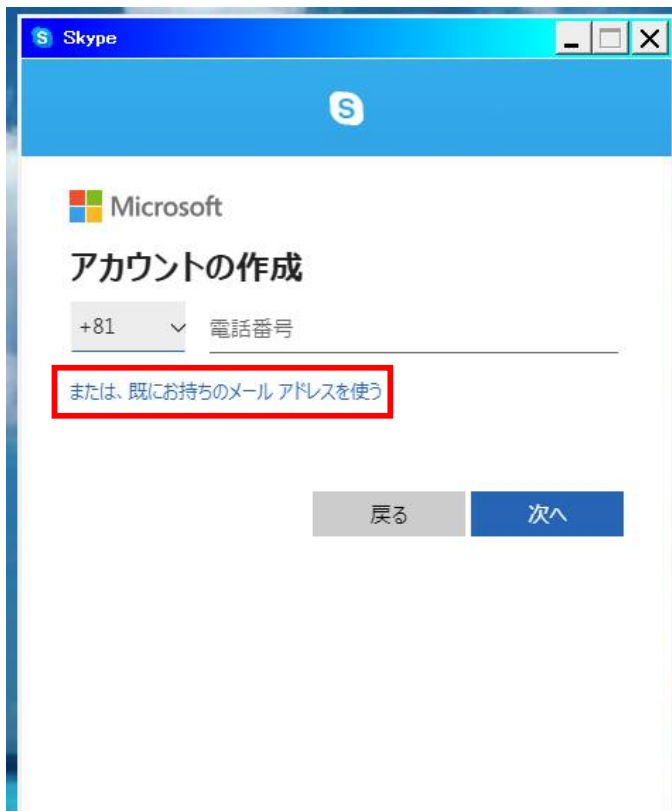 Skype
Microsoft
アカウントの作成
+81 電話番号
または、既にお持ちのメール アドレスを使う
戻る 次へ